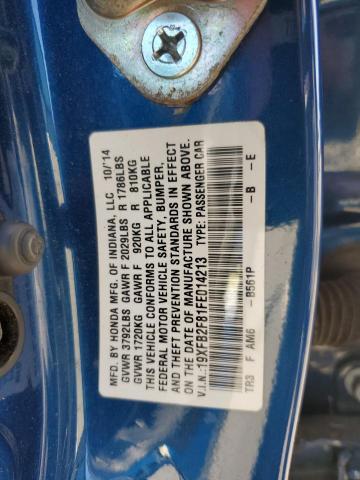 MFD. BY HONDA MFG. OF INDIANA, LLC 10/14
GVWR 3792LBS GAWR F 2029LBS R 1786LBS
GVWR 1720KG GAWR F 920KG R 810KG
THIS VEHICLE CONFORMS TO ALL APPLICABLE
FEDERAL MOTOR VEHICLE SAFETY, BUMPER,
AND THEFT PREVENTION STANDARDS IN EFFECT
ON THE DATE OF MANUFACTURE SHOWN ABOVE.
V.I.N.:19XFB2F81FE014213 TYPE: PASSENGER CAR
TR3 F AM6 -B561P -B -E